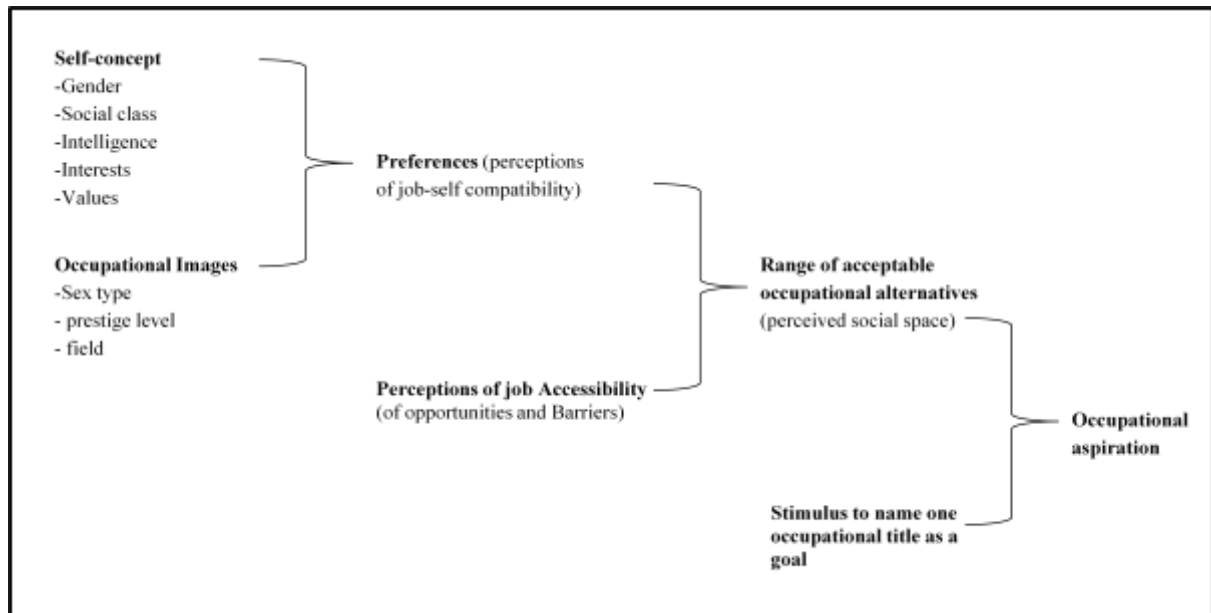 Self-concept
-Gender
-Social class
-Intelligence
-Interests
-Values
Occupational Images
-Sex type
- prestige level
- field
Preferences (perceptions
of job-self compatibility)
Perceptions of job Accessibility
(of opportunities and Barriers)
Range of acceptable
occupational alternatives
(perceived social space)
Stimulus to name one
occupational title as a
goal
Occupational
aspiration